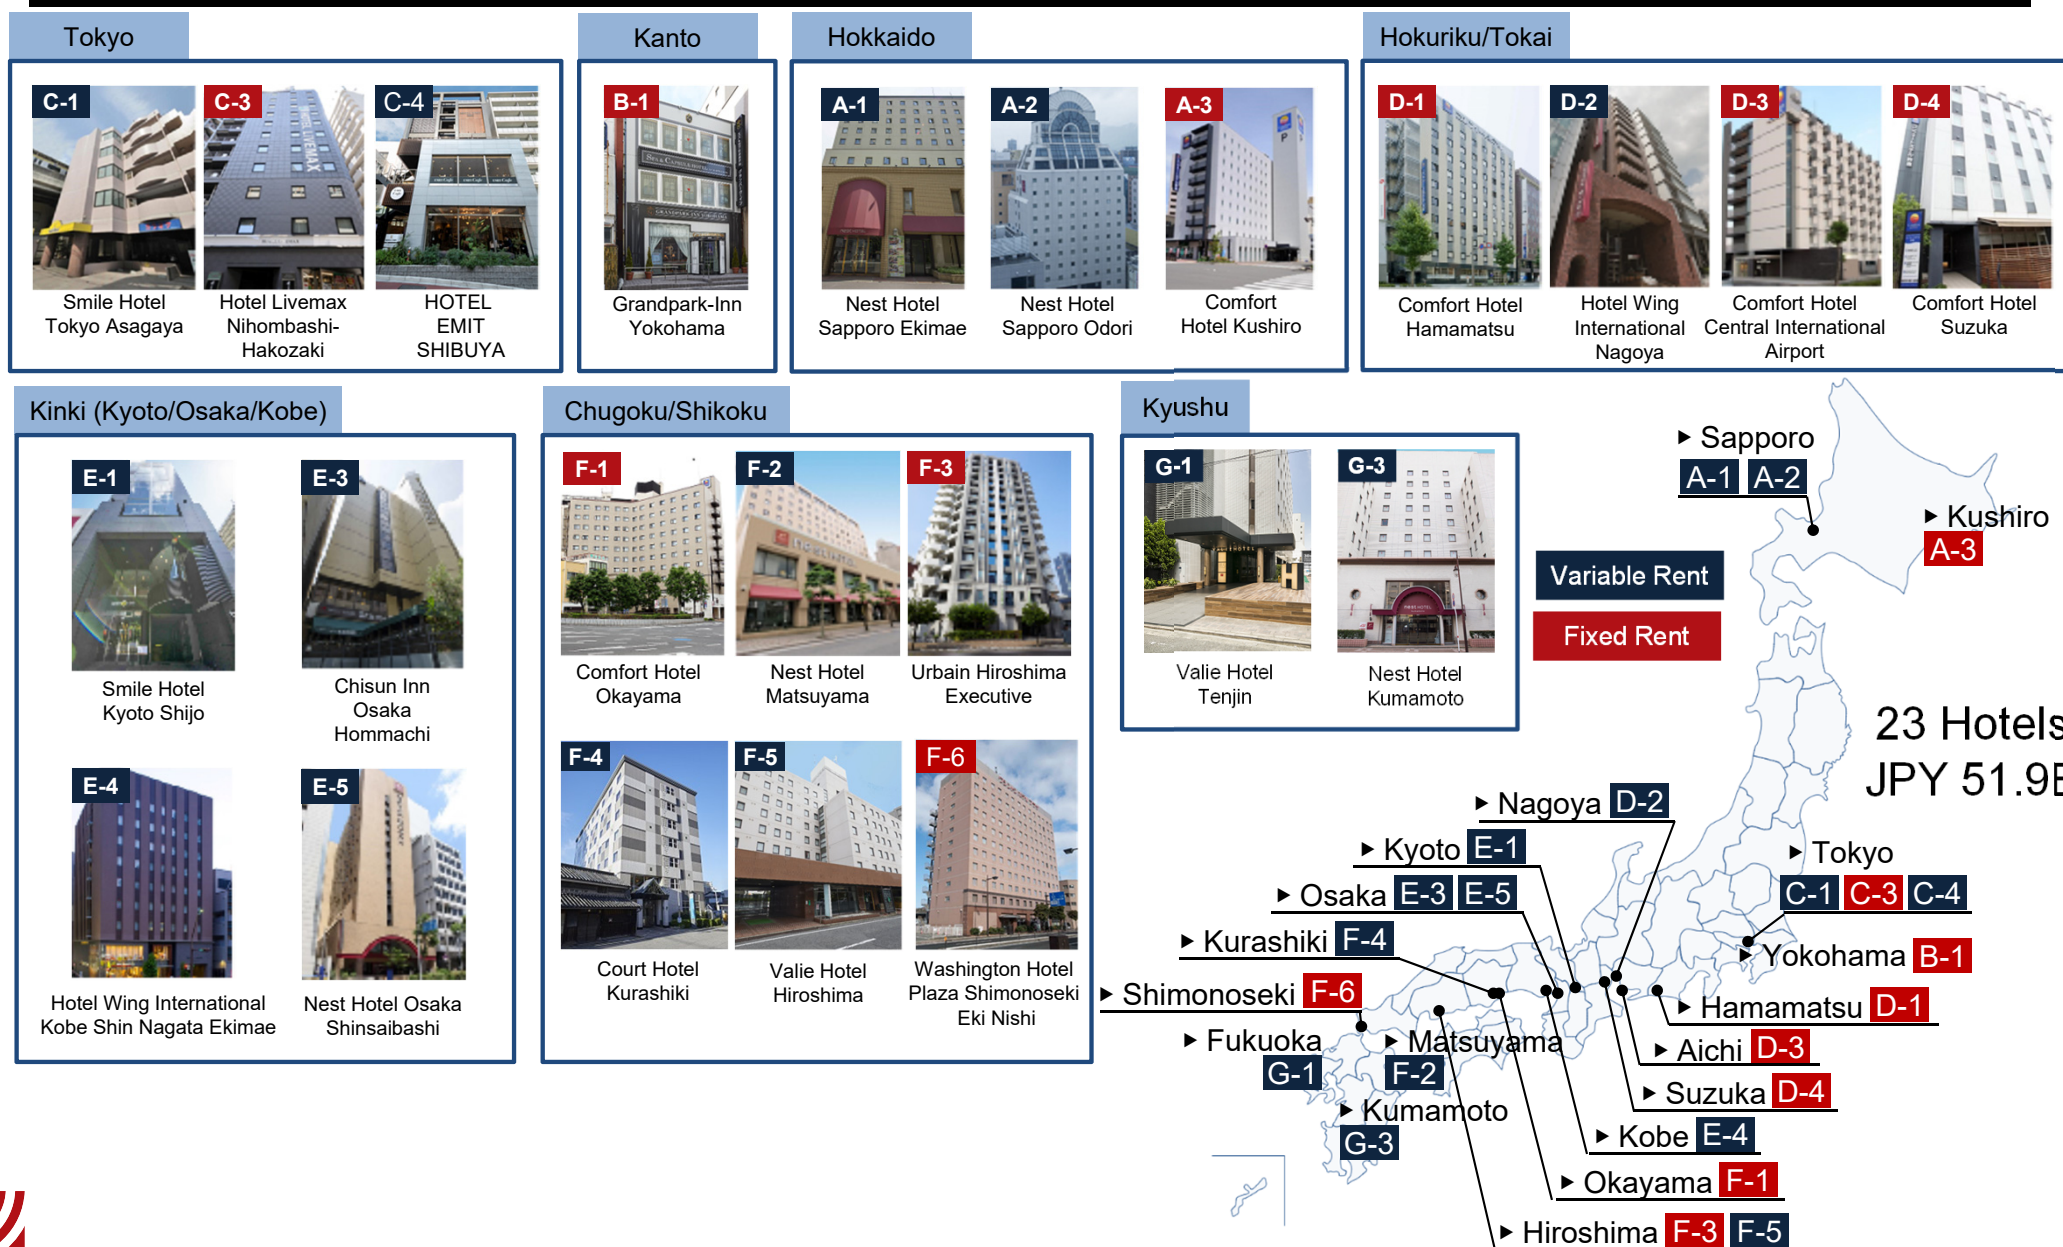 Tokyo
C-1
C-3
C-4
Smile Hotel
Tokyo Asagaya
Hotel Livemax
Nihombashi-
Hakozaki
HOTEL
EMIT
SHIBUYA
Kanto
B-1
Grandpark-Inn
Yokohama
Hokkaido
A-1
A-2
A-3
Nest Hotel
Sapporo Ekimae
Nest Hotel
Sapporo Odori
Comfort
Hotel Kushiro
Hokuriku/Tokai
D-1
D-2
D-3
D-4
Comfort Hotel
Hamamatsu
Hotel Wing
International
Nagoya
Comfort Hotel
Central International
Airport
Comfort Hotel
Suzuka
Kinki (Kyoto/Osaka/Kobe)
E-1
E-3
Smile Hotel
Kyoto Shijo
Chisun Inn
Osaka
Hommachi
E-4
E-5
Hotel Wing International
Kobe Shin Nagata Ekimae
Nest Hotel Osaka
Shinsaibashi
Chugoku/Shikoku
F-1
F-2
F-3
Comfort Hotel
Okayama
Nest Hotel
Matsuyama
Urbain Hiroshima
Executive
F-4
F-5
F-6
Court Hotel
Kurashiki
Valie Hotel
Hiroshima
Washington Hotel
Plaza Shimonoseki
Eki Nishi
Kyushu
G-1
G-3
Valie Hotel
Tenjin
Nest Hotel
Kumamoto
Variable Rent
Fixed Rent
Sapporo
A-1 A-2
Kushiro
A-3
23 Hotels
JPY 51.9B
Nagoya D-2
Kyoto E-1
Osaka E-3 E-5
Kurashiki F-4
Shimonoseki F-6
Fukuoka
G-1
Matsuyama
F-2
Kumamoto
G-3
Tokyo
C-1 C-3 C-4
Yokohama B-1
Hamamatsu D-1
Aichi D-3
Suzuka D-4
Kobe E-4
Okayama F-1
Hiroshima F-3 F-5